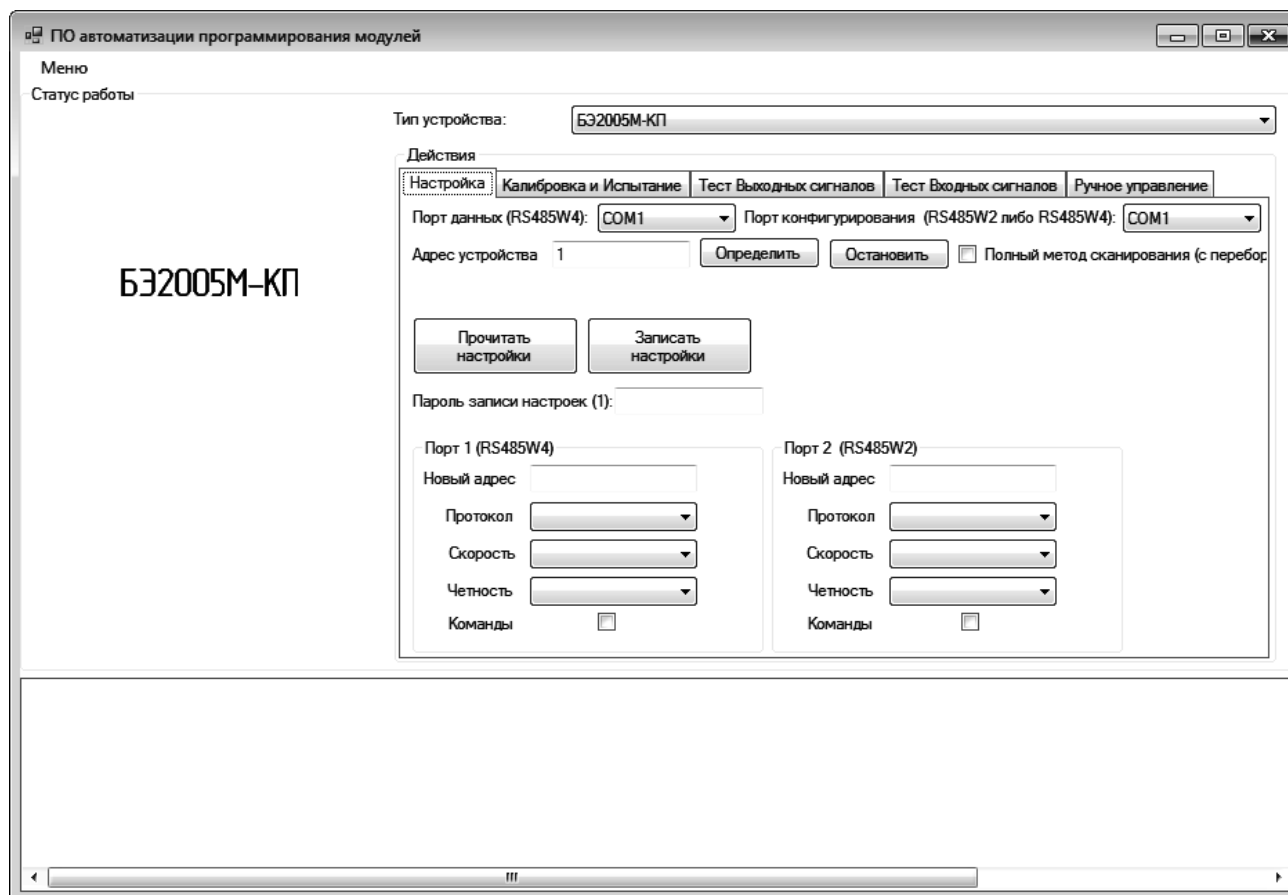 ПО автоматизации программирования модулей
Меню
Статус работы
Тип устройства: БЭ2005М-КП
Действия
Настройка Калибровка и Испытание Тест Выходных сигналов Тест Входных сигналов Ручное управление
Порт данных (RS485W4): COM1 Порт конфигурирования (RS485W2 либо RS485W4): COM1
Адрес устройства 1 Определить Остановить Полный метод сканирования (с перебор
БЭ2005М-КП
Прочитать настройки Записать настройки
Пароль записи настроек (1):
Порт 1 (RS485W4) Порт 2 (RS485W2)
Новый адрес Новый адрес
Протокол Протокол
Скорость Скорость
Четность Четность
Команды Команды